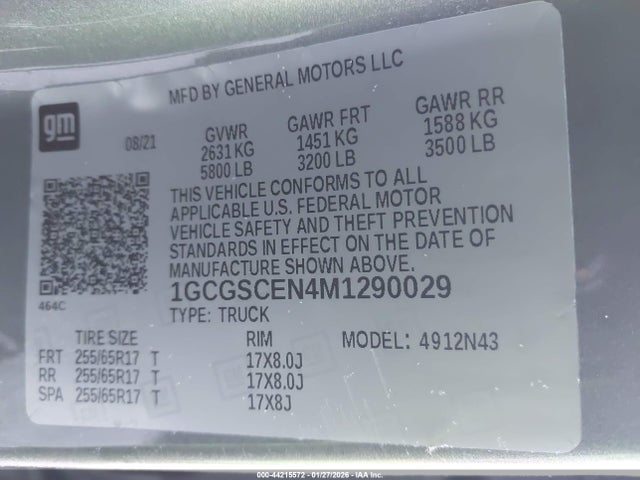 MFD BY GENERAL MOTORS LLC
gm
08/21
GVWR
2631 KG
5800 LB
GAWR FRT
1451 KG
3200 LB
GAWR RR
1588 KG
3500 LB
THIS VEHICLE CONFORMS TO ALL
APPLICABLE U.S. FEDERAL MOTOR
VEHICLE SAFETY AND THEFT PREVENTION
STANDARDS IN EFFECT ON THE DATE OF
MANUFACTURE SHOWN ABOVE.
464C
1GCGSCEN4M1290029
TYPE: TRUCK
TIRE SIZE RIM MODEL: 4912N43
FRT 255/65R17 T 17X8.0J
RR 255/65R17 T 17X8.0J
SPA 255/65R17 T 17X8J
000-44215572 - 01/27/2026 - IAA Inc.